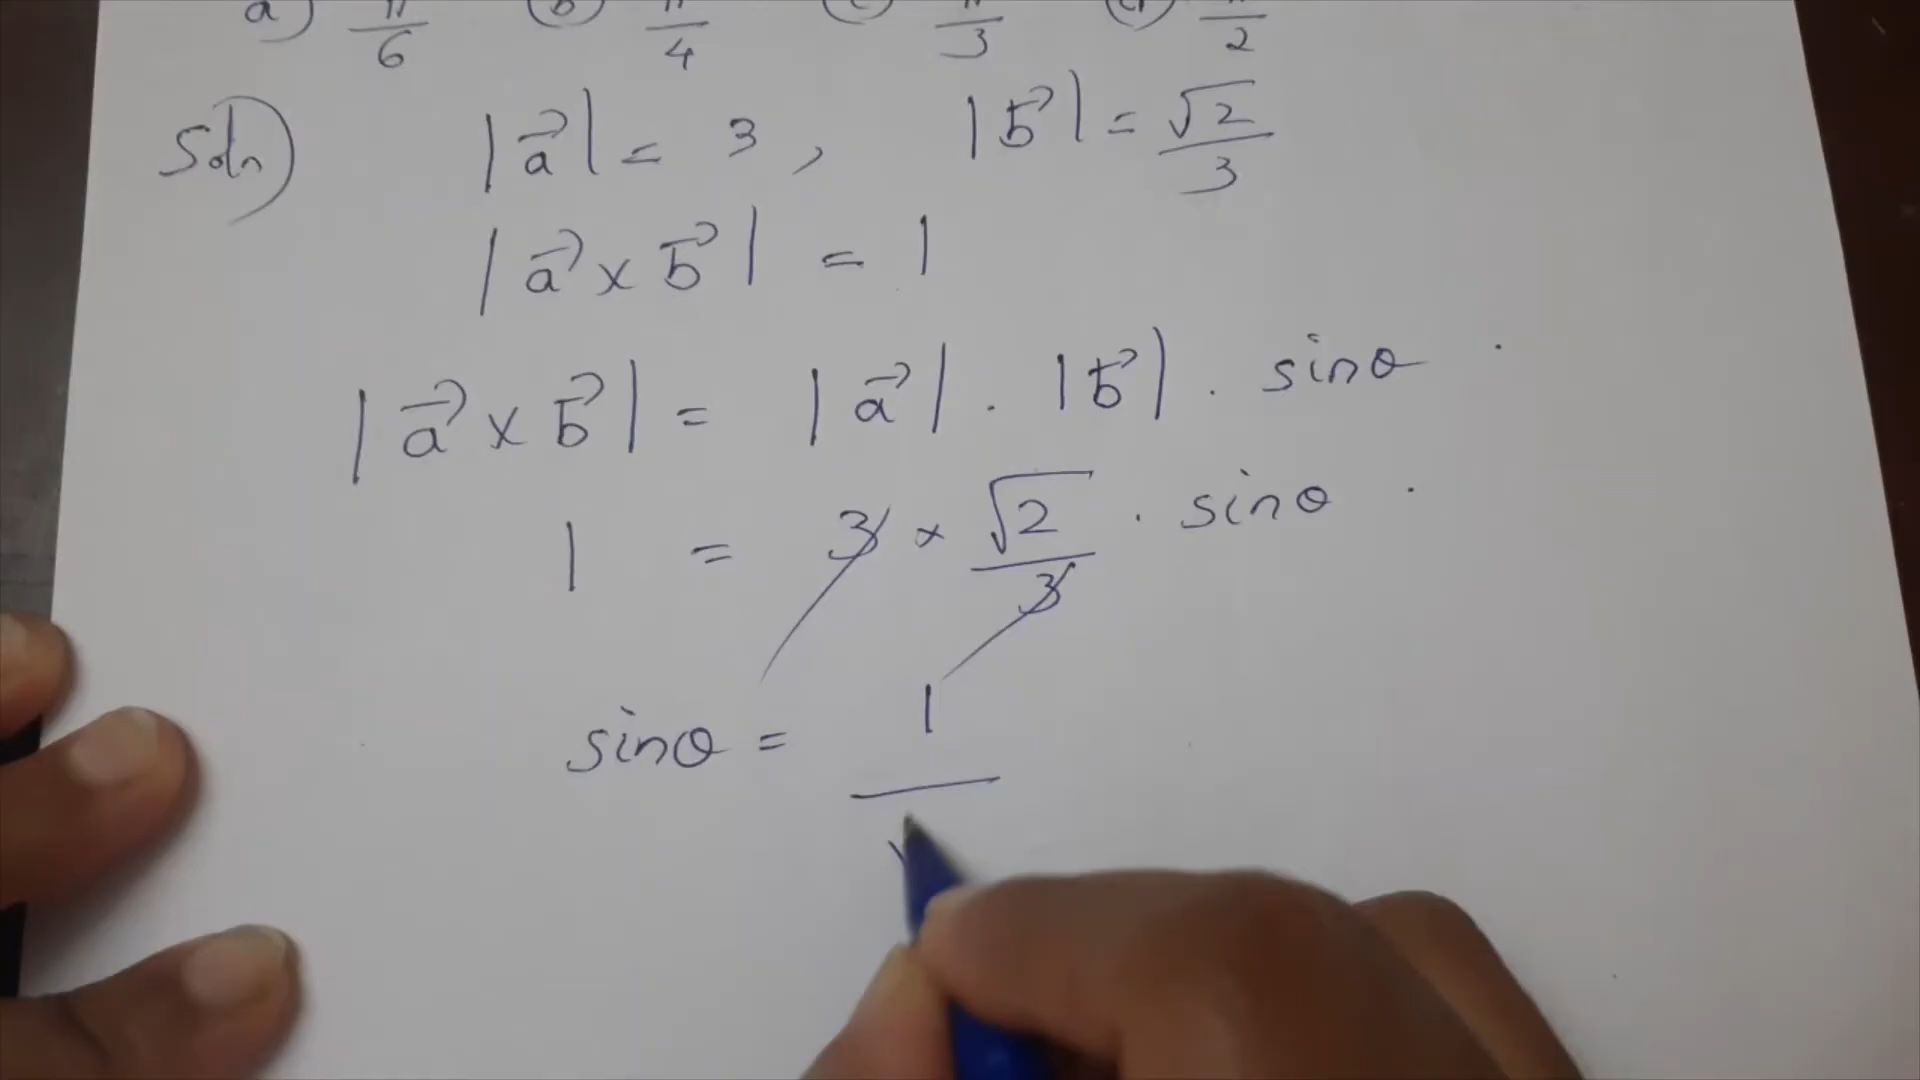 a) π/6 (b) π/4 (c) π/3 (d) π/2
Soln) |a⃗| = 3, |b⃗| = √2/3
|a⃗ × b⃗| = 1
|a⃗ × b⃗| = |a⃗| . |b⃗| . sinθ .
1 = 3 × √2/3 . sinθ .
sinθ = 1/